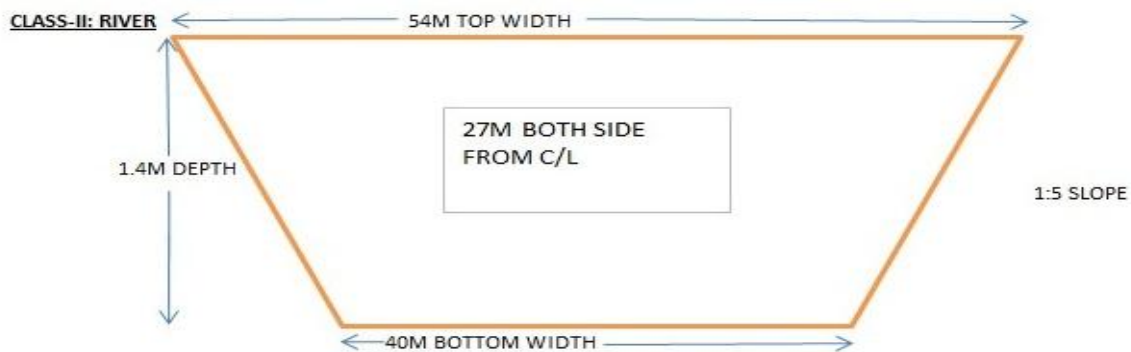 CLASS-II: RIVER
54M TOP WIDTH
27M BOTH SIDE
FROM C/L
1.4M DEPTH
1:5 SLOPE
40M BOTTOM WIDTH